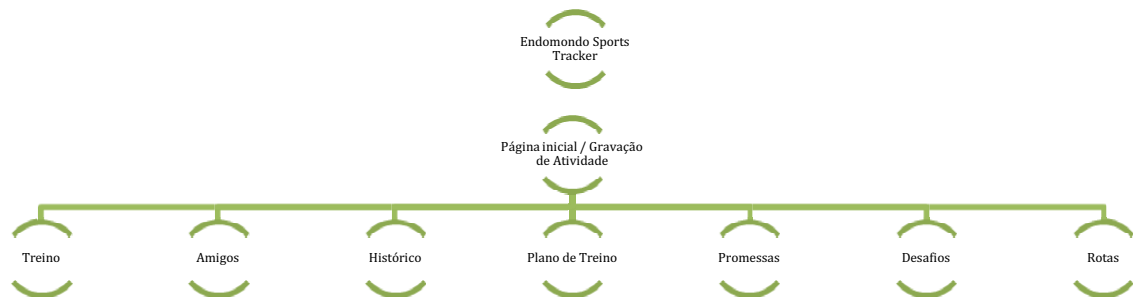 Endomondo Sports
Tracker
Página inicial / Gravação
de Atividade
Treino
Amigos
Histórico
Plano de Treino
Promessas
Desafios
Rotas